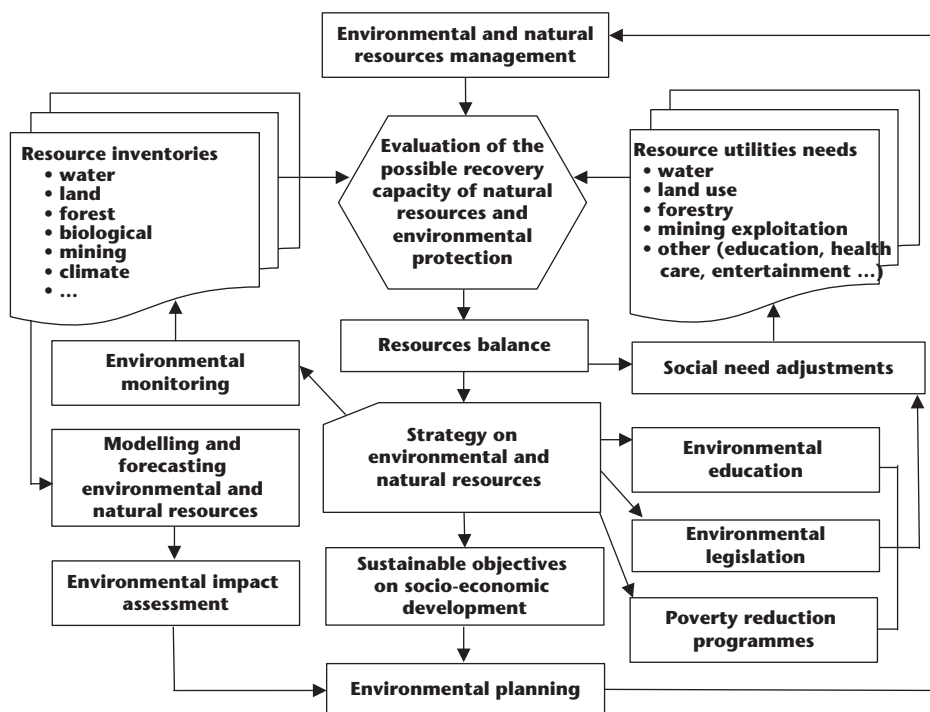 Environmental and natural
resources management
Resource inventories
• water
• land
• forest
• biological
• mining
• climate
• ...
Evaluation of the
possible recovery
capacity of natural
resources and
environmental
protection
Resource utilities needs
• water
• land use
• forestry
• mining exploitation
• other (education, health
care, entertainment ...)
Environmental
monitoring
Resources balance
Social need adjustments
Modelling and
forecasting
environmental and
natural resources
Strategy on
environmental and
natural resources
Environmental
education
Environmental
legislation
Environmental impact
assessment
Sustainable objectives
on socio-economic
development
Poverty reduction
programmes
Environmental planning